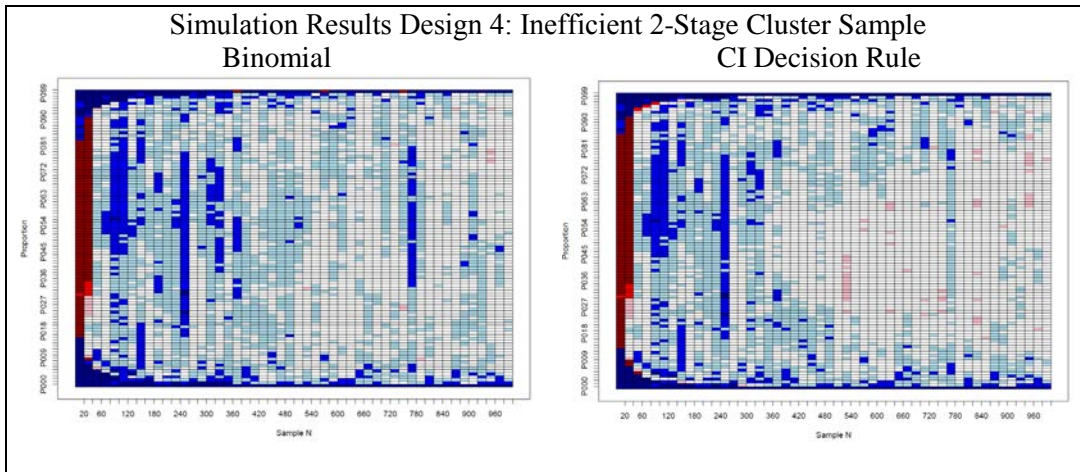 Simulation Results Design 4: Inefficient 2-Stage Cluster Sample
Binomial
CI Decision Rule
Proportion
P099
P090
P081
P072
P063
P054
P045
P036
P027
P018
P009
P000
20 60 120 180 240 300 360 420 480 540 600 660 720 780 840 900 960
Sample N
Proportion
P099
P090
P081
P072
P063
P054
P045
P036
P027
P018
P009
P000
20 60 120 180 240 300 360 420 480 540 600 660 720 780 840 900 960
Sample N